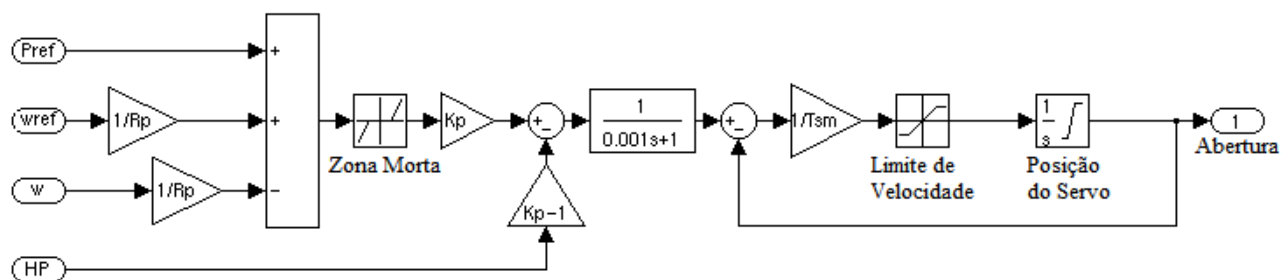 Pref
+
wref
1/Rp
+
Zona Morta
Kp
+
-
1
0.001s+1
+
-
1/Tsm
Limite de
Velocidade
1
s
Posição
do Servo
1
Abertura
w
1/Rp
-
Kp-1
HP